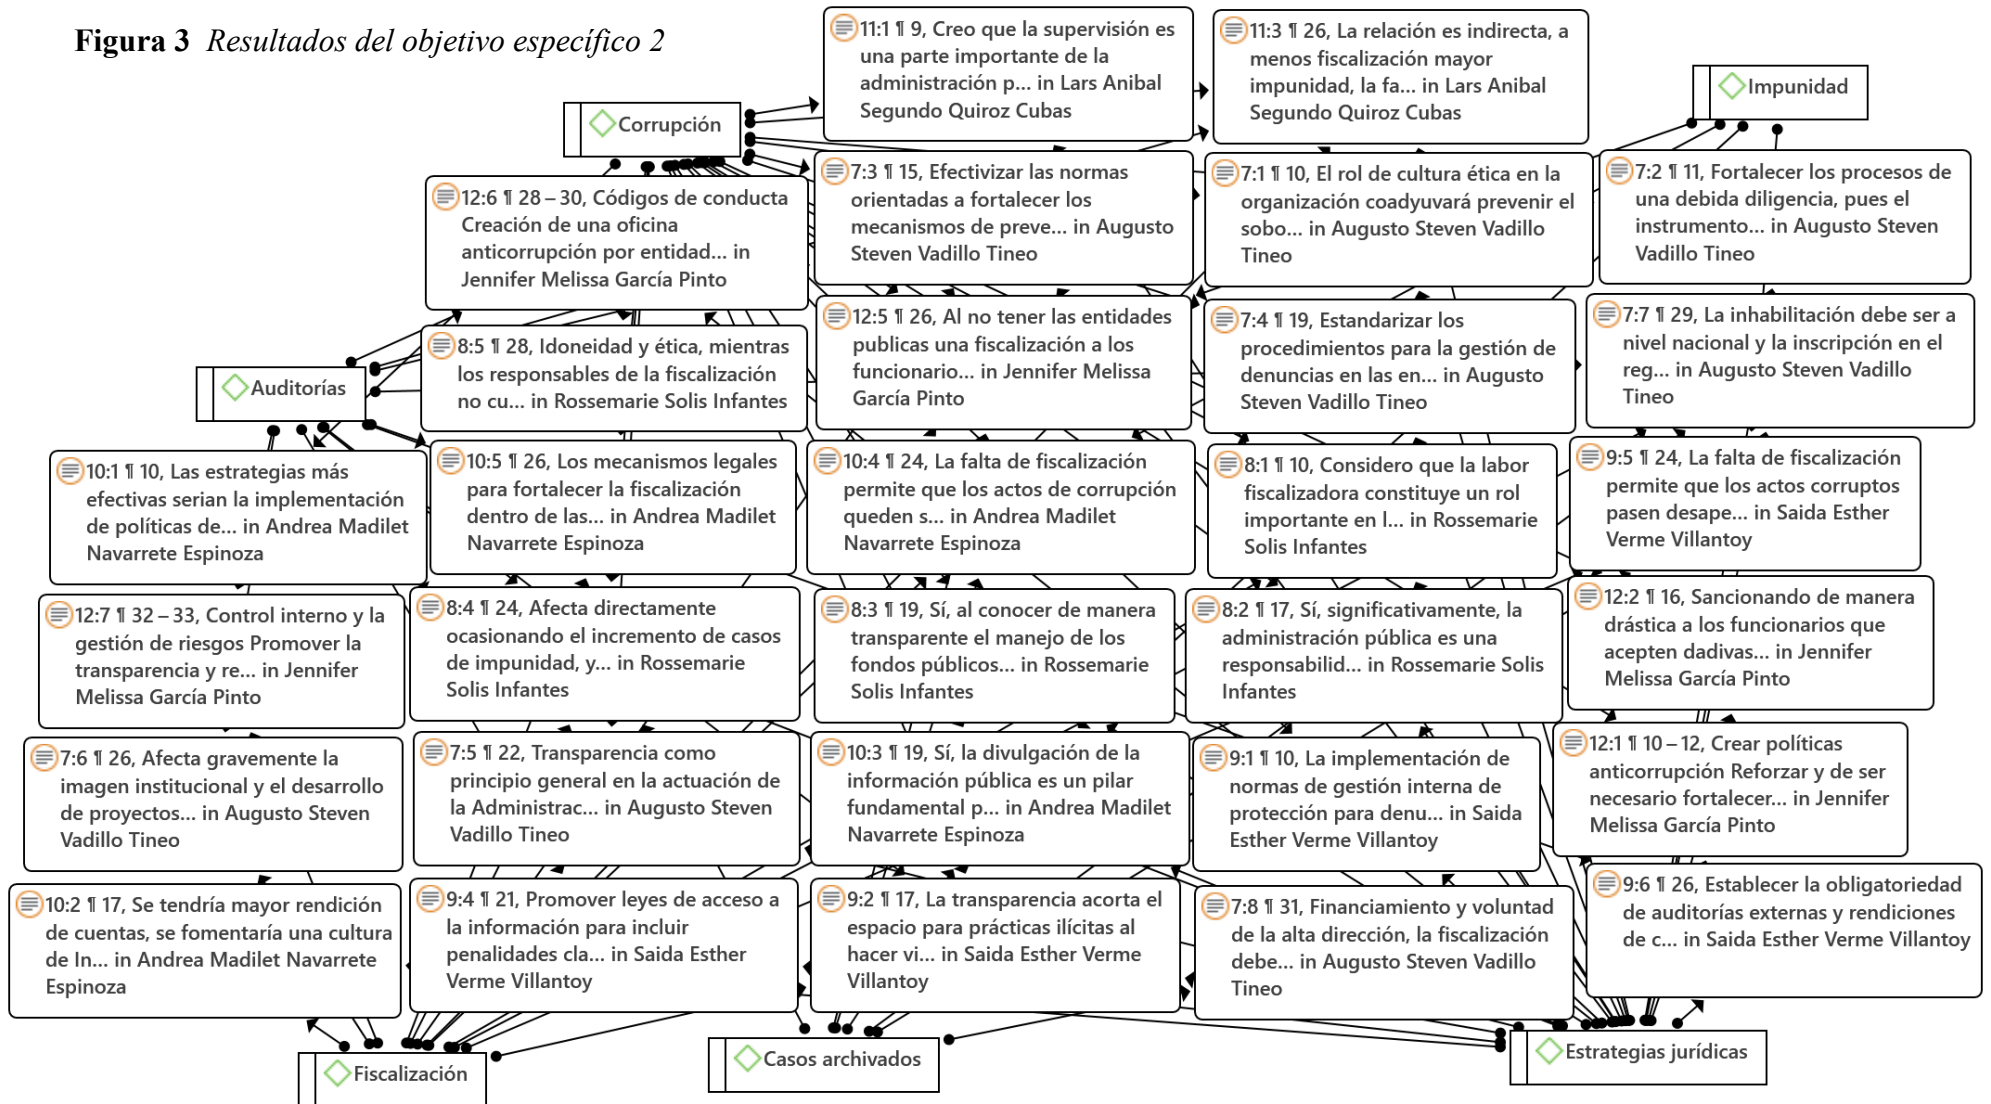 Figura 3 Resultados del objetivo específico 2
11:1 ¶ 9, Creo que la supervisión es
una parte importante de la
administración p... in Lars Anibal
Segundo Quiroz Cubas
11:3 ¶ 26, La relación es indirecta, a
menos fiscalización mayor
impunidad, la fa... in Lars Anibal
Segundo Quiroz Cubas
Impunidad
Corrupción
12:6 ¶ 28 – 30, Códigos de conducta
Creación de una oficina
anticorrupción por entidad... in
Jennifer Melissa García Pinto
7:3 ¶ 15, Efectivizar las normas
orientadas a fortalecer los
mecanismos de preve... in Augusto
Steven Vadillo Tineo
7:1 ¶ 10, El rol de cultura ética en la
organización coadyuvará prevenir el
sobo... in Augusto Steven Vadillo
Tineo
7:2 ¶ 11, Fortalecer los procesos de
una debida diligencia, pues el
instrumento... in Augusto Steven
Vadillo Tineo
Auditorías
8:5 ¶ 28, Idoneidad y ética, mientras
los responsables de la fiscalización
no cu... in Rossemarie Solis Infantes
12:5 ¶ 26, Al no tener las entidades
publicas una fiscalización a los
funcionario... in Jennifer Melissa
García Pinto
7:4 ¶ 19, Estandarizar los
procedimientos para la gestión de
denuncias en las en... in Augusto
Steven Vadillo Tineo
7:7 ¶ 29, La inhabilitación debe ser a
nivel nacional y la inscripción en el
reg... in Augusto Steven Vadillo
Tineo
10:1 ¶ 10, Las estrategias más
efectivas serian la implementación
de políticas de... in Andrea Madilet
Navarrete Espinoza
10:5 ¶ 26, Los mecanismos legales
para fortalecer la fiscalización
dentro de las... in Andrea Madilet
Navarrete Espinoza
10:4 ¶ 24, La falta de fiscalización
permite que los actos de corrupción
queden s... in Andrea Madilet
Navarrete Espinoza
8:1 ¶ 10, Considero que la labor
fiscalizadora constituye un rol
importante en l... in Rossemarie
Solis Infantes
9:5 ¶ 24, La falta de fiscalización
permite que los actos corruptos
pasen desape... in Saida Esther
Verme Villantoy
12:7 ¶ 32 – 33, Control interno y la
gestión de riesgos Promover la
transparencia y re... in Jennifer
Melissa García Pinto
8:4 ¶ 24, Afecta directamente
ocasionando el incremento de casos
de impunidad, y... in Rossemarie
Solis Infantes
8:3 ¶ 19, Sí, al conocer de manera
transparente el manejo de los
fondos públicos... in Rossemarie
Solis Infantes
8:2 ¶ 17, Sí, significativamente, la
administración pública es una
responsabilid... in Rossemarie Solis
Infantes
12:2 ¶ 16, Sancionando de manera
drástica a los funcionarios que
acepten dadivas... in Jennifer
Melissa García Pinto
7:6 ¶ 26, Afecta gravemente la
imagen institucional y el desarrollo
de proyectos... in Augusto Steven
Vadillo Tineo
7:5 ¶ 22, Transparencia como
principio general en la actuación de
la Administrac... in Augusto Steven
Vadillo Tineo
10:3 ¶ 19, Sí, la divulgación de la
información pública es un pilar
fundamental p... in Andrea Madilet
Navarrete Espinoza
9:1 ¶ 10, La implementación de
normas de gestión interna de
protección para denu... in Saida
Esther Verme Villantoy
12:1 ¶ 10 – 12, Crear políticas
anticorrupción Reforzar y de ser
necesario fortalecer... in Jennifer
Melissa García Pinto
10:2 ¶ 17, Se tendría mayor rendición
de cuentas, se fomentaría una cultura
de In... in Andrea Madilet Navarrete
Espinoza
9:4 ¶ 21, Promover leyes de acceso a
la información para incluir
penalidades cla... in Saida Esther
Verme Villantoy
9:2 ¶ 17, La transparencia acorta el
espacio para prácticas ilícitas al
hacer vi... in Saida Esther Verme
Villantoy
7:8 ¶ 31, Financiamiento y voluntad
de la alta dirección, la fiscalización
debe... in Augusto Steven Vadillo
Tineo
9:6 ¶ 26, Establecer la obligatoriedad
de auditorías externas y rendiciones
de c... in Saida Esther Verme Villantoy
Fiscalización
Casos archivados
Estrategias jurídicas